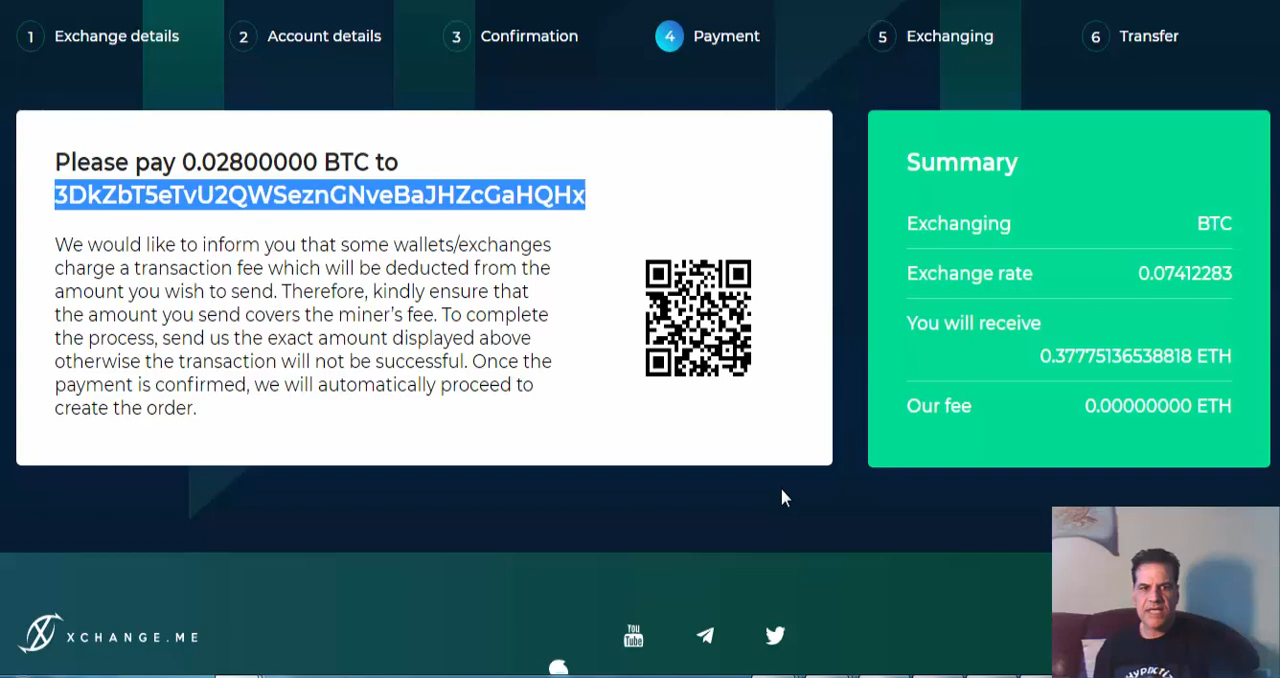 1 Exchange details 2 Account details 3 Confirmation 4 Payment 5 Exchanging 6 Transfer
Please pay 0.02800000 BTC to
3DkZbT5eTvU2QWSeznGNveBaJHZcGaHQHx
We would like to inform you that some wallets/exchanges
charge a transaction fee which will be deducted from the
amount you wish to send. Therefore, kindly ensure that
the amount you send covers the miner's fee. To complete
the process, send us the exact amount displayed above
otherwise the transaction will not be successful. Once the
payment is confirmed, we will automatically proceed to
create the order.
Summary
Exchanging BTC
Exchange rate 0.07412283
You will receive
0.37775136538818 ETH
Our fee 0.00000000 ETH
XCHANGE.ME
You Tube